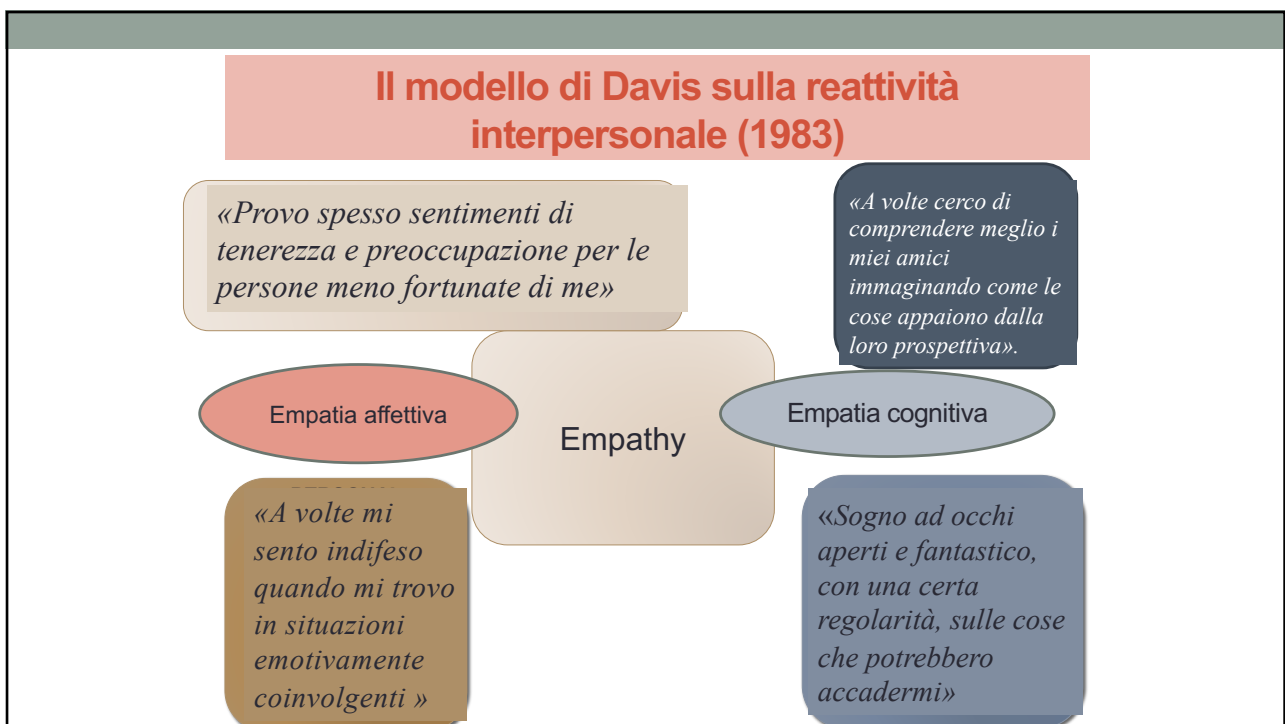 Il modello di Davis sulla reattività
interpersonale (1983)
«Provo spesso sentimenti di
tenerezza e preoccupazione per le
persone meno fortunate di me»
«A volte cerco di
comprendere meglio i
miei amici
immaginando come le
cose appaiono dalla
loro prospettiva».
Empatia affettiva
Empathy
Empatia cognitiva
«A volte mi
sento indifeso
quando mi trovo
in situazioni
emotivamente
coinvolgenti »
«Sogno ad occhi
aperti e fantastico,
con una certa
regolarità, sulle cose
che potrebbero
accadermi»